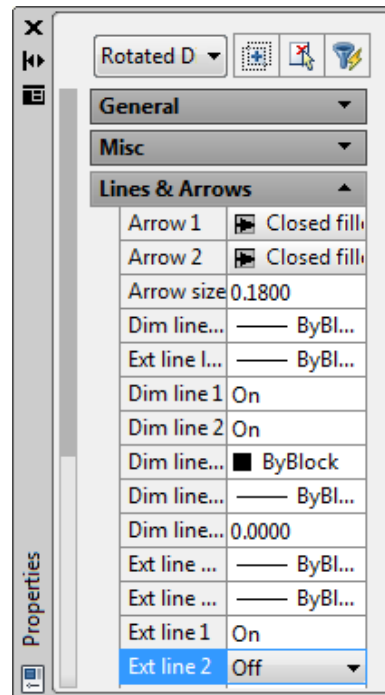 Rotated D
General
Misc
Lines & Arrows
Arrow 1 Closed fille
Arrow 2 Closed fille
Arrow size 0.1800
Dim line... ByBl...
Ext line l... ByBl...
Dim line 1 On
Dim line 2 On
Dim line... ByBlock
Dim line... ByBl...
Dim line... 0.0000
Ext line ... ByBl...
Ext line ... ByBl...
Ext line 1 On
Ext line 2 Off
Properties